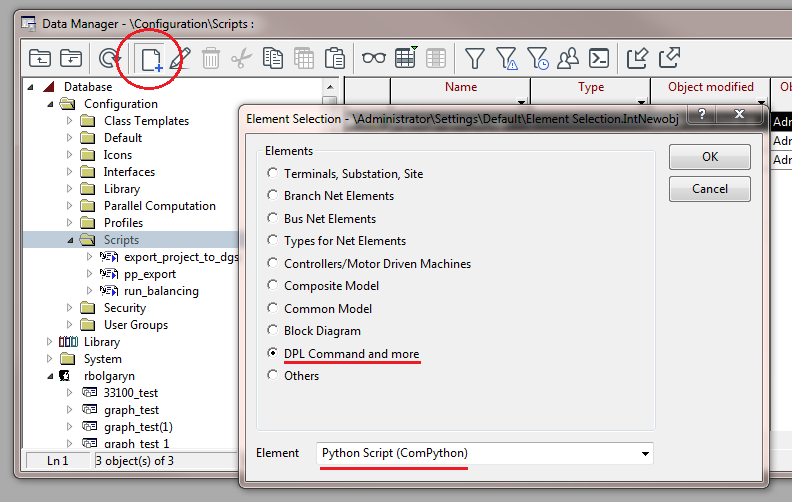 Data Manager - \Configuration\Scripts :
Name
Type
Object modified
Ob
Database
Configuration
Class Templates
Default
Icons
Interfaces
Library
Parallel Computation
Profiles
Scripts
export_project_to_dgs
pp_export
run_balancing
Security
User Groups
Library
System
rbolgaryn
33100_test
graph_test
graph_test(1)
graph_test_1
Ln 1
3 object(s) of 3
Adr
Adr
Adr
Element Selection - \Administrator\Settings\Default\Element Selection.IntNewobj
? X
Elements
Terminals, Substation, Site
Branch Net Elements
Bus Net Elements
Types for Net Elements
Controllers/Motor Driven Machines
Composite Model
Common Model
Block Diagram
DPL Command and more
Others
OK
Cancel
Element
Python Script (ComPython)